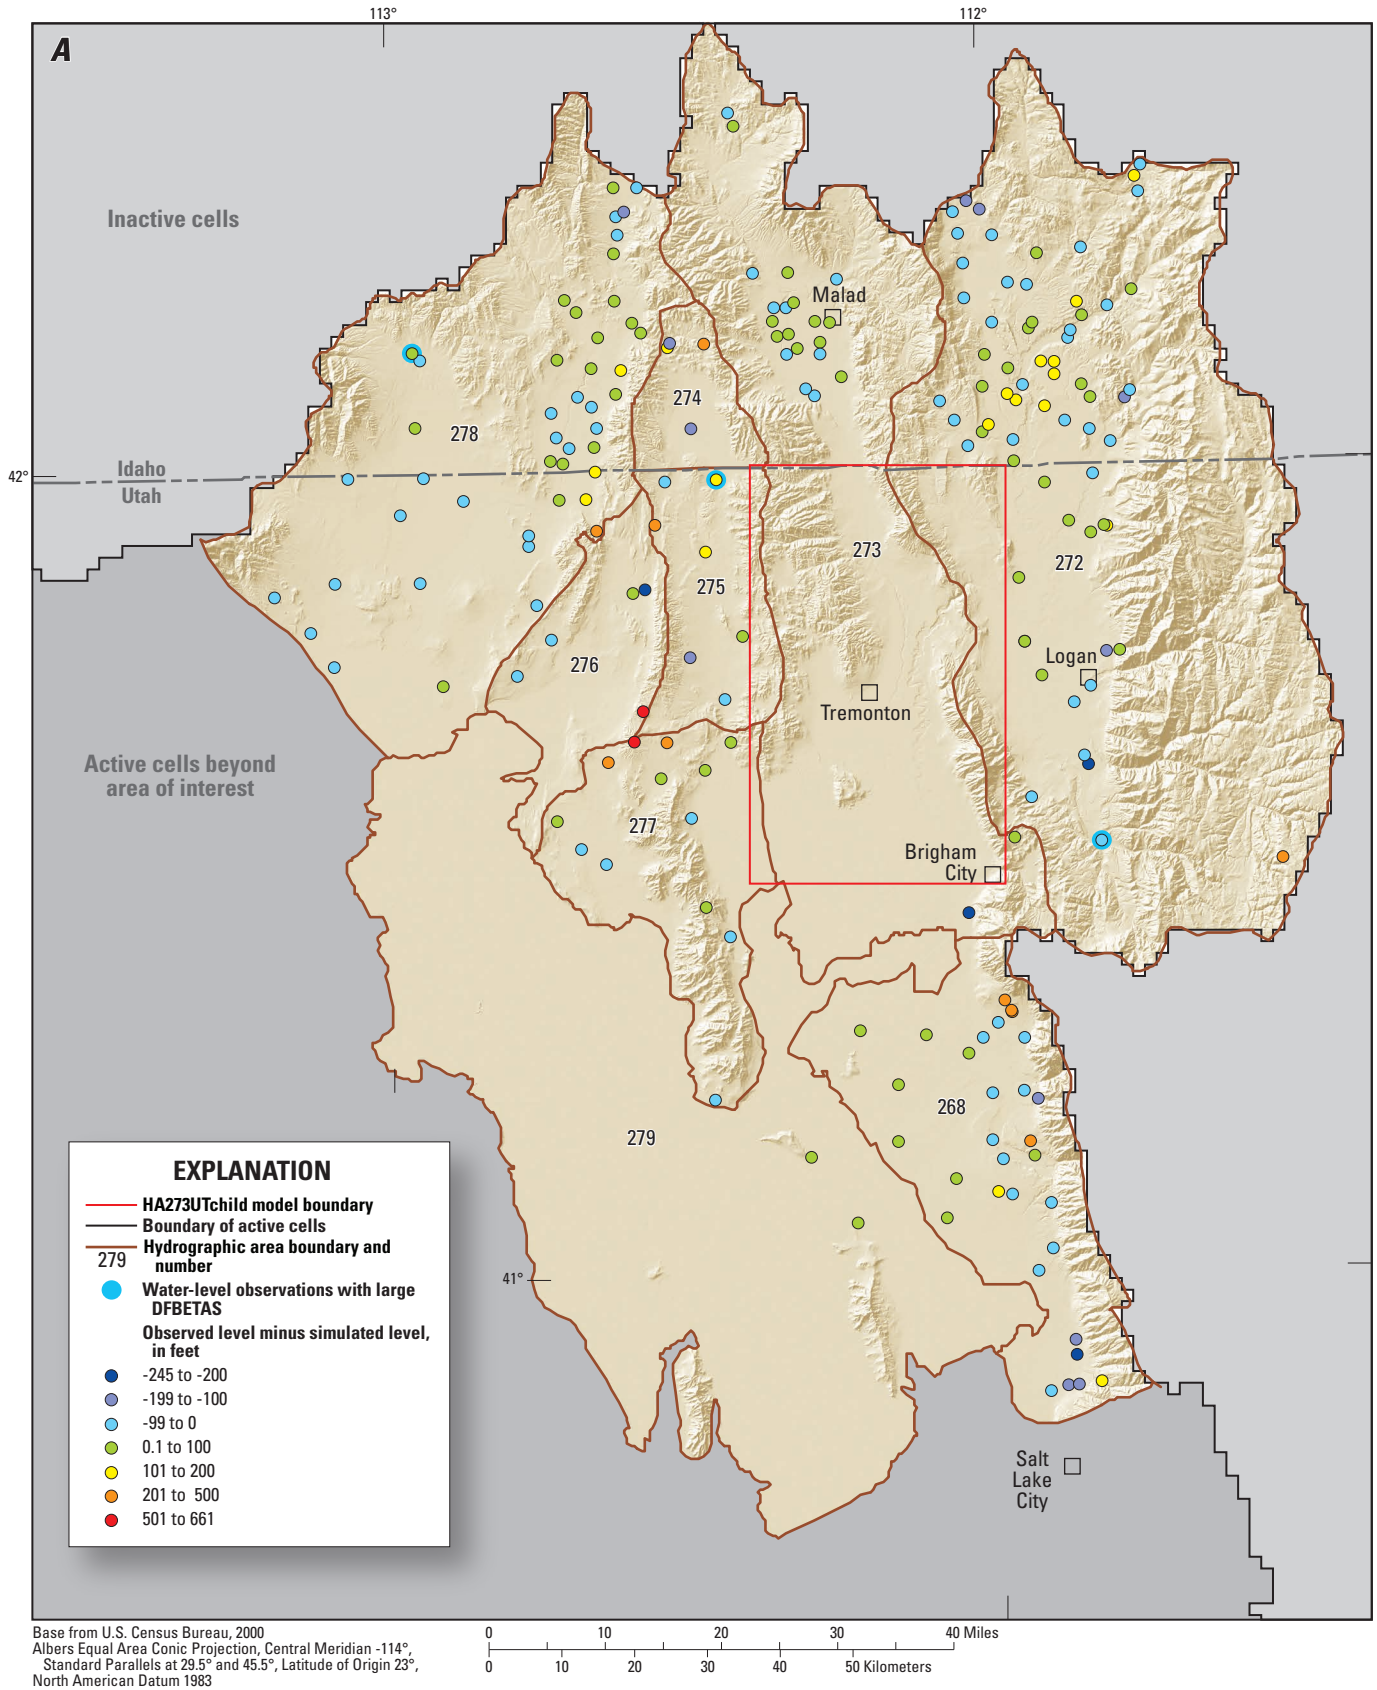 113°
112°
A
Inactive cells
Malad
274
278
Idaho
42°
Utah
273
272
275
276
Logan
Tremonton
Active cells beyond
area of interest
277
Brigham
City
268
279
41°
Salt
Lake
City
EXPLANATION
HA273UTchild model boundary
Boundary of active cells
Hydrographic area boundary and
279 number
Water-level observations with large
DFBETAS
Observed level minus simulated level,
in feet
-245 to -200
-199 to -100
-99 to 0
0.1 to 100
101 to 200
201 to 500
501 to 661
Base from U.S. Census Bureau, 2000
Albers Equal Area Conic Projection, Central Meridian -114°,
Standard Parallels at 29.5° and 45.5°, Latitude of Origin 23°,
North American Datum 1983
0 10 20 30 40 Miles
0 10 20 30 40 50 Kilometers